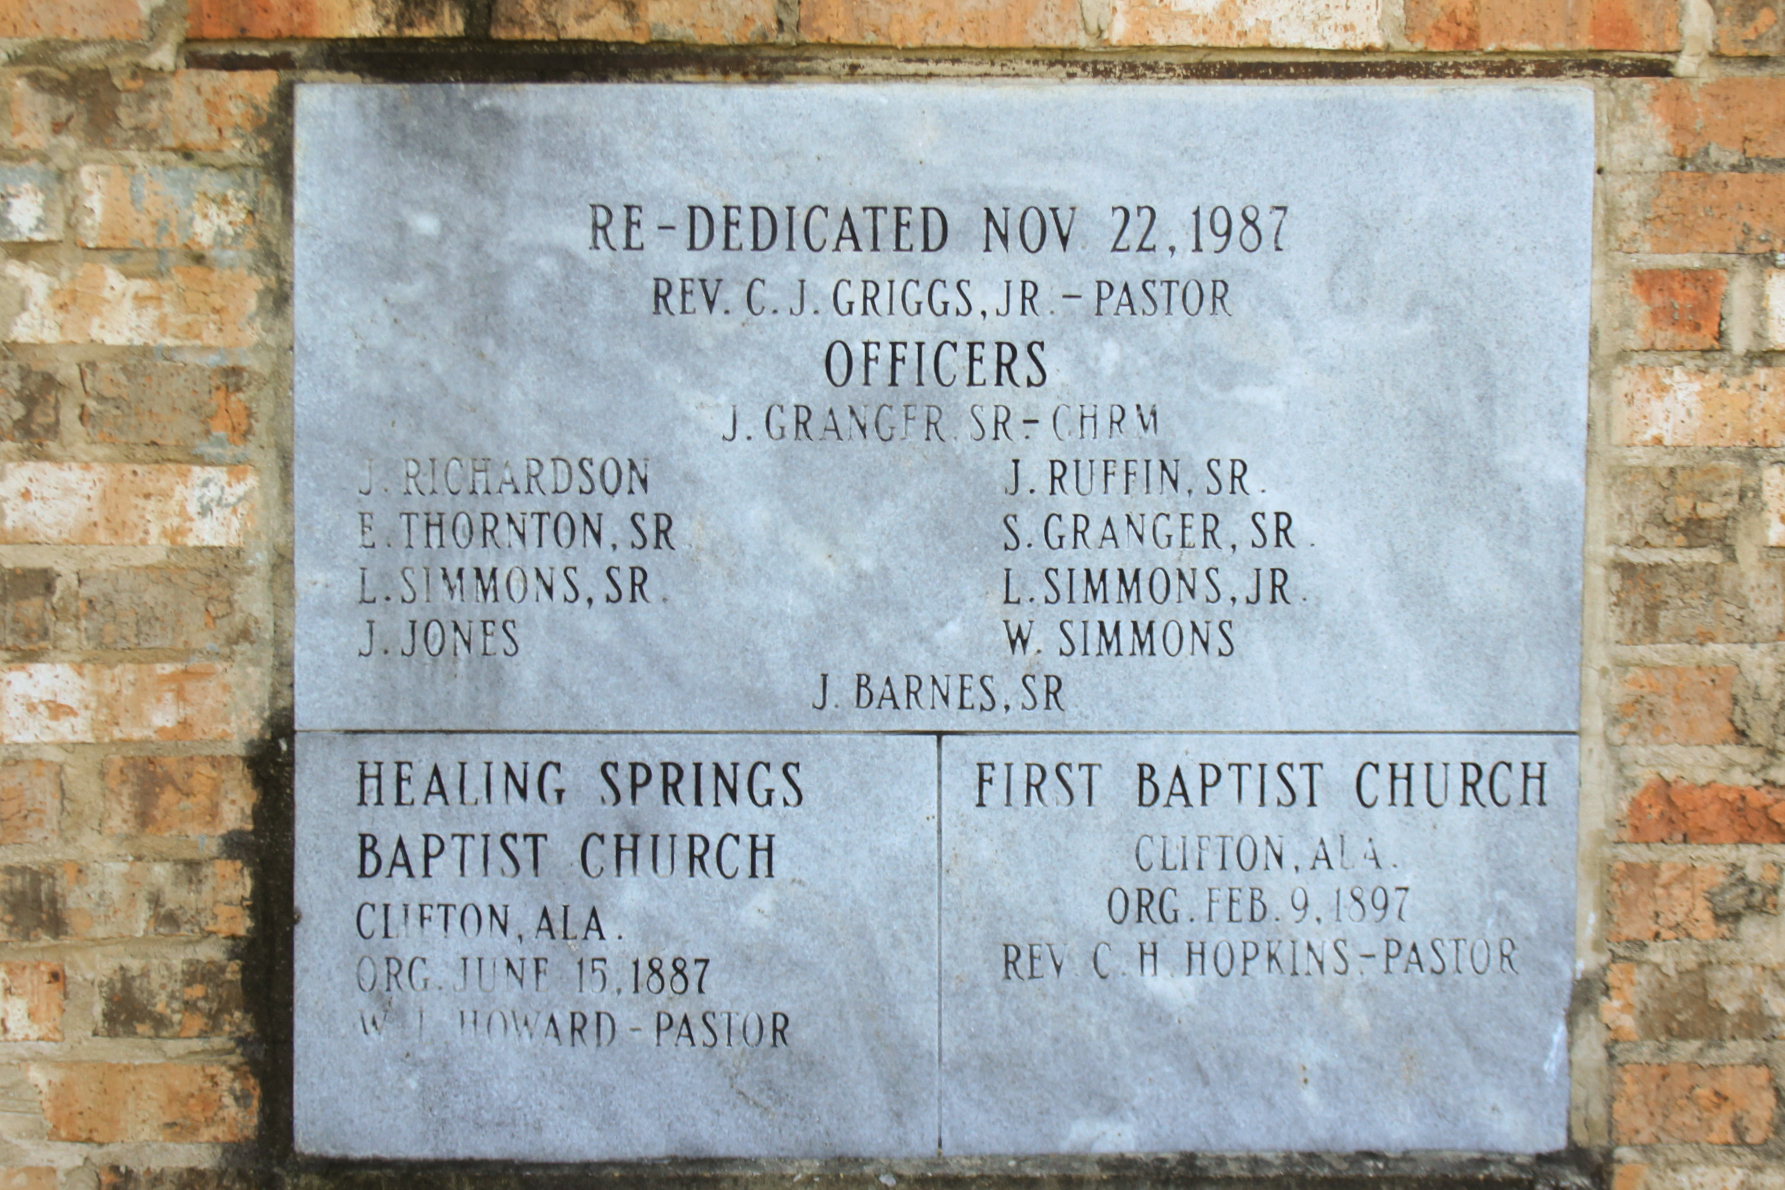 RE-DEDICATED NOV. 22, 1987
REV. C. J. GRIGGS, JR. - PASTOR
OFFICERS
J. GRANGER SR.-CHRM
J. RICHARDSON J. RUFFIN, SR.
E. THORNTON, SR. S. GRANGER, SR.
L. SIMMONS, SR. L. SIMMONS, JR.
J. JONES W. SIMMONS
J. BARNES, SR
HEALING SPRINGS
BAPTIST CHURCH
CLIFTON, ALA.
ORG. JUNE 15, 1887
HOWARD - PASTOR
FIRST BAPTIST CHURCH
CLIFTON, ALA.
ORG. FEB. 9, 1897
REV. C. H. HOPKINS-PASTOR